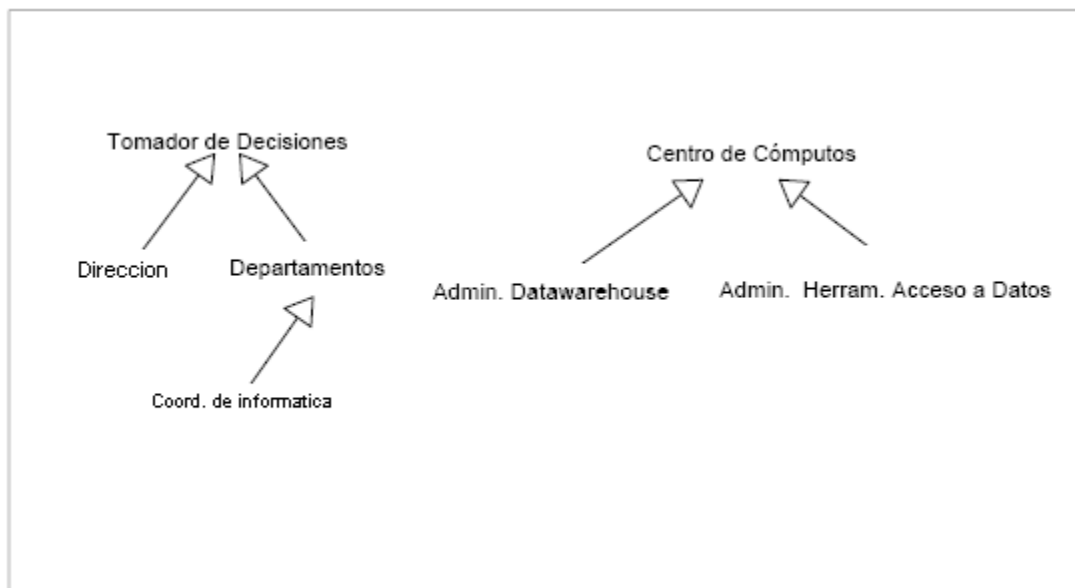 Tomador de Decisiones
Centro de Cómputos
Direccion
Departamentos
Admin. Datawarehouse
Admin. Herram. Acceso a Datos
Coord. de informatica